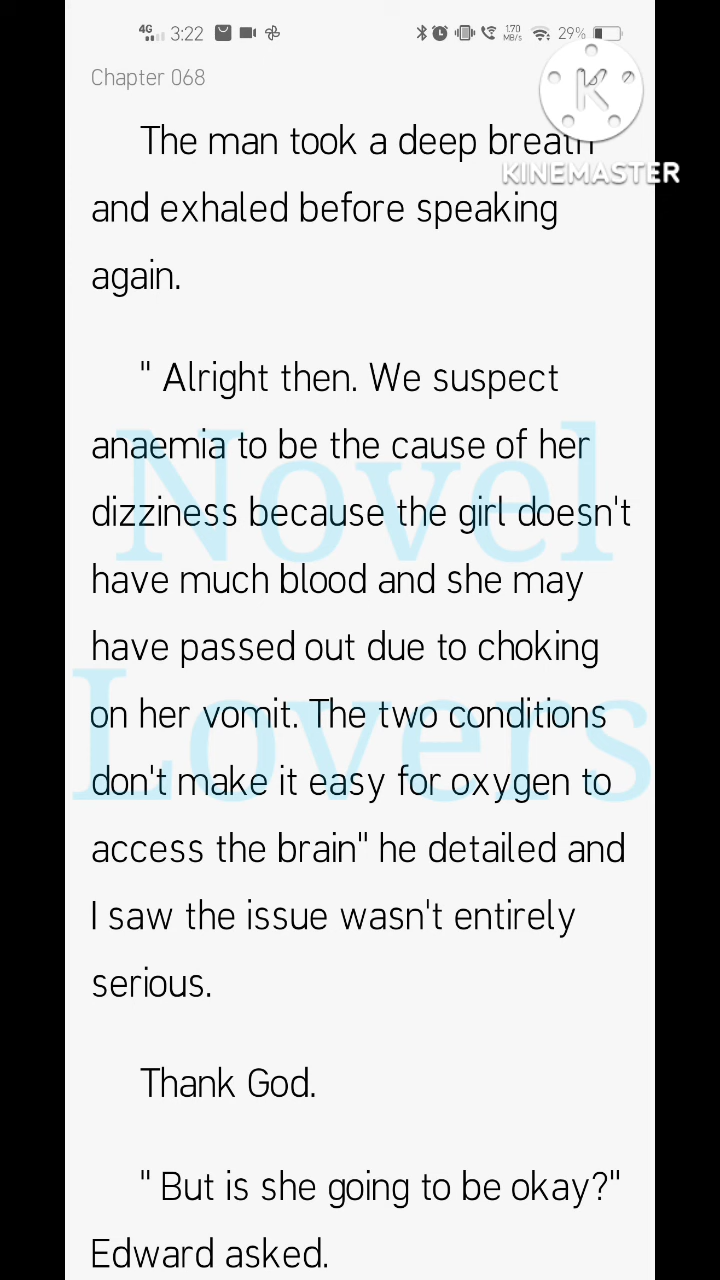 4G 3:22 1.70 MB/s 29%
Chapter 068
The man took a deep breath
KINEMASTER
and exhaled before speaking
again.
" Alright then. We suspect
anaemia to be the cause of her
dizziness because the girl doesn't
have much blood and she may
have passed out due to choking
on her vomit. The two conditions
don't make it easy for oxygen to
access the brain" he detailed and
I saw the issue wasn't entirely
serious.
Thank God.
" But is she going to be okay?"
Edward asked.
Novel
Lovers